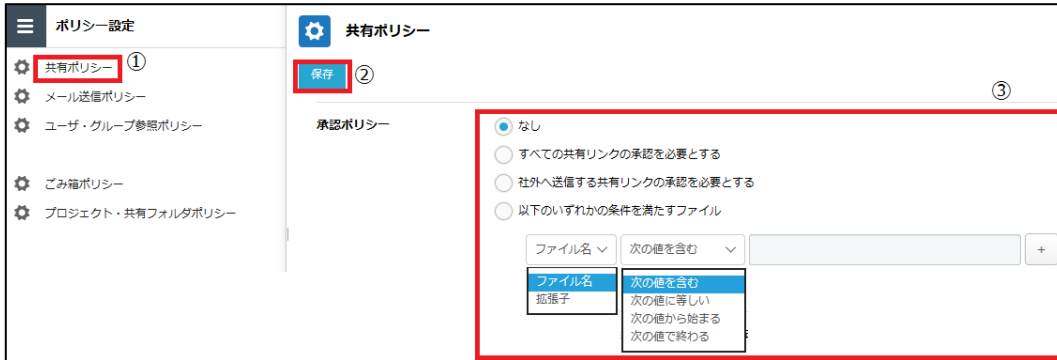 ポリシー設定
共有ポリシー ①
メール送信ポリシー
ユーザ・グループ参照ポリシー
ごみ箱ポリシー
プロジェクト・共有フォルダポリシー
共有ポリシー
保存 ②
③
承認ポリシー
なし
すべての共有リンクの承認を必要とする
社外へ送信する共有リンクの承認を必要とする
以下のいずれかの条件を満たすファイル
ファイル名 次の値を含む +
ファイル名
拡張子
次の値を含む
次の値に等しい
次の値から始まる
次の値で終わる